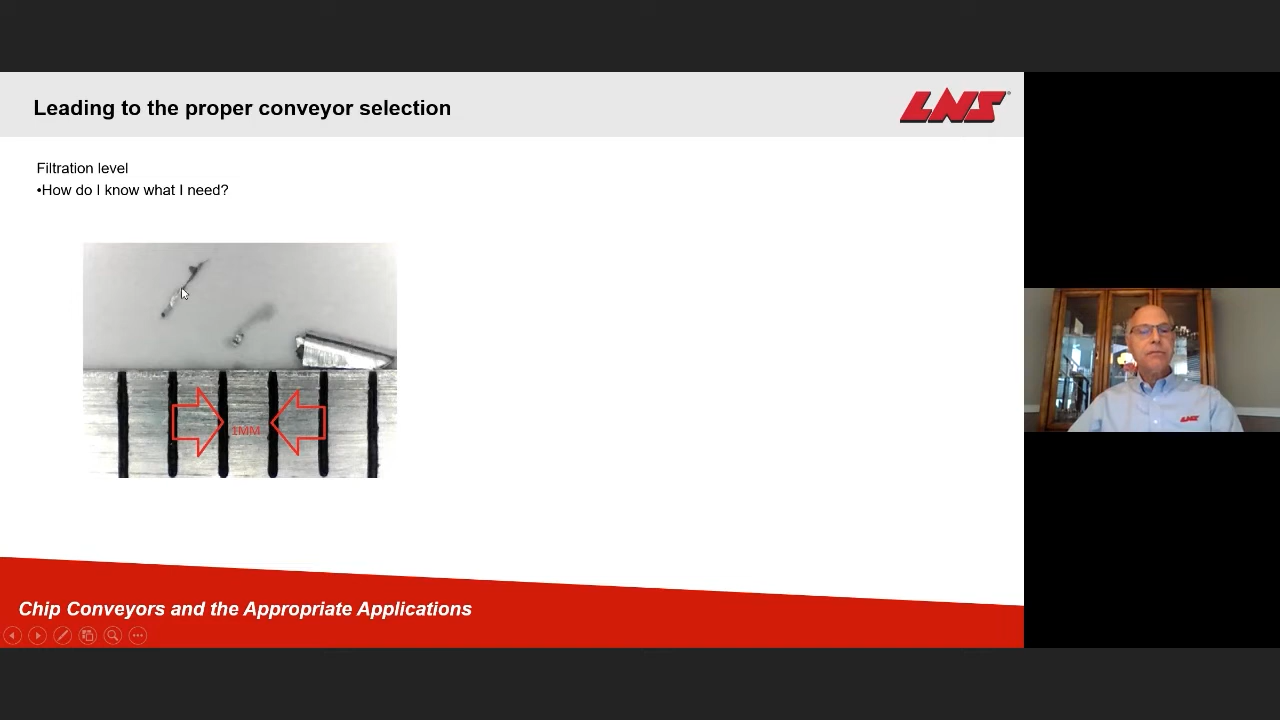 Leading to the proper conveyor selection
LNS
Filtration level
•How do I know what I need?
1MM
Chip Conveyors and the Appropriate Applications
LNS